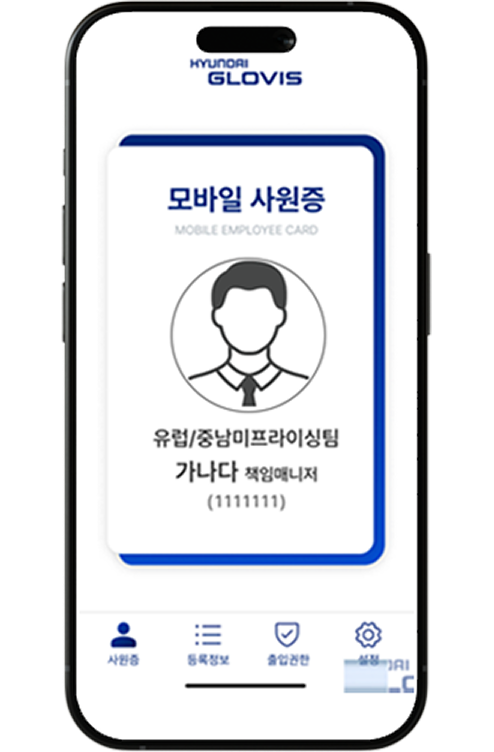 HYUNDAI
GLOVIS
모바일 사원증
MOBILE EMPLOYEE CARD
유럽/중남미프라이싱팀
가나다 책임매니저
(1111111)
사원증
등록정보
출입권한
설정